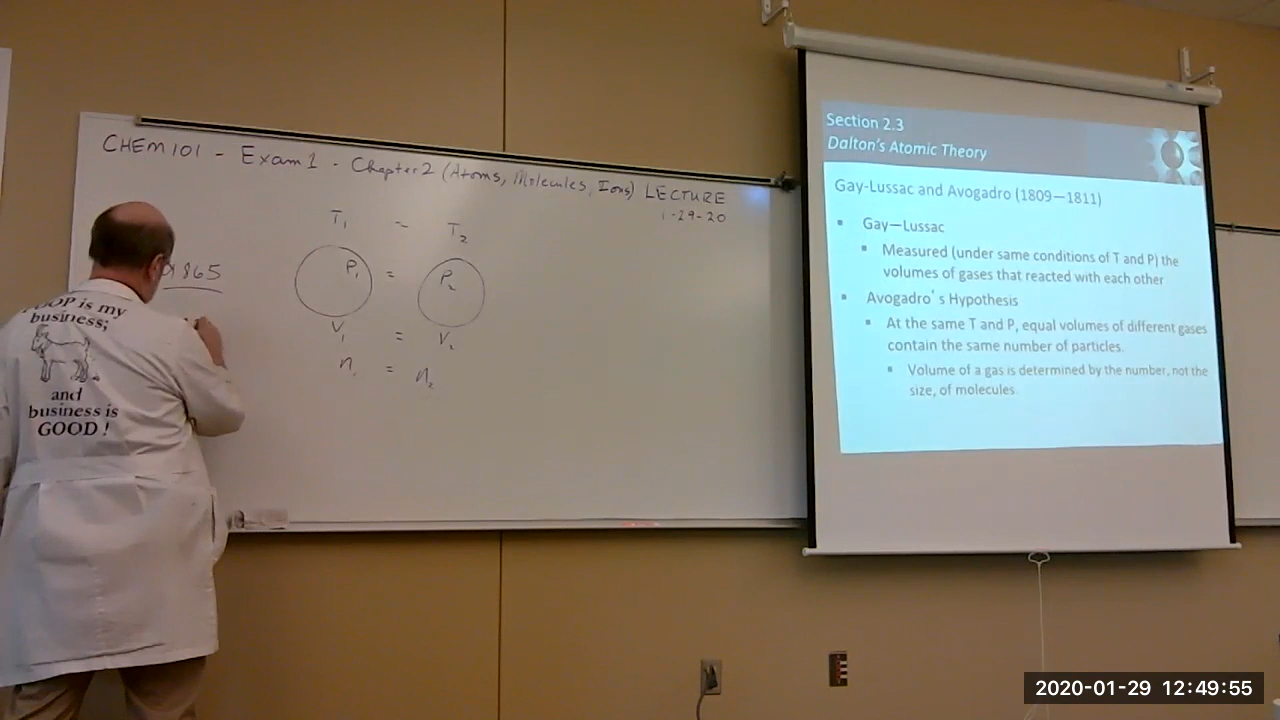 CHEM 101 - Exam 1 - Chapter 2 (Atoms, Molecules, Ions) LECTURE
1-29-20
T₁ = T₂
P₁ = P₂
V₁ = V₂
n₁ = n₂
1865
is my
business;
and
business is
GOOD!
Section 2.3
Dalton's Atomic Theory
Gay-Lussac and Avogadro (1809—1811)
▪ Gay—Lussac
▪ Measured (under same conditions of T and P) the
volumes of gases that reacted with each other
▪ Avogadro's Hypothesis
▪ At the same T and P, equal volumes of different gases
contain the same number of particles.
▪ Volume of a gas is determined by the number, not the
size, of molecules.
2020-01-29 12:49:55